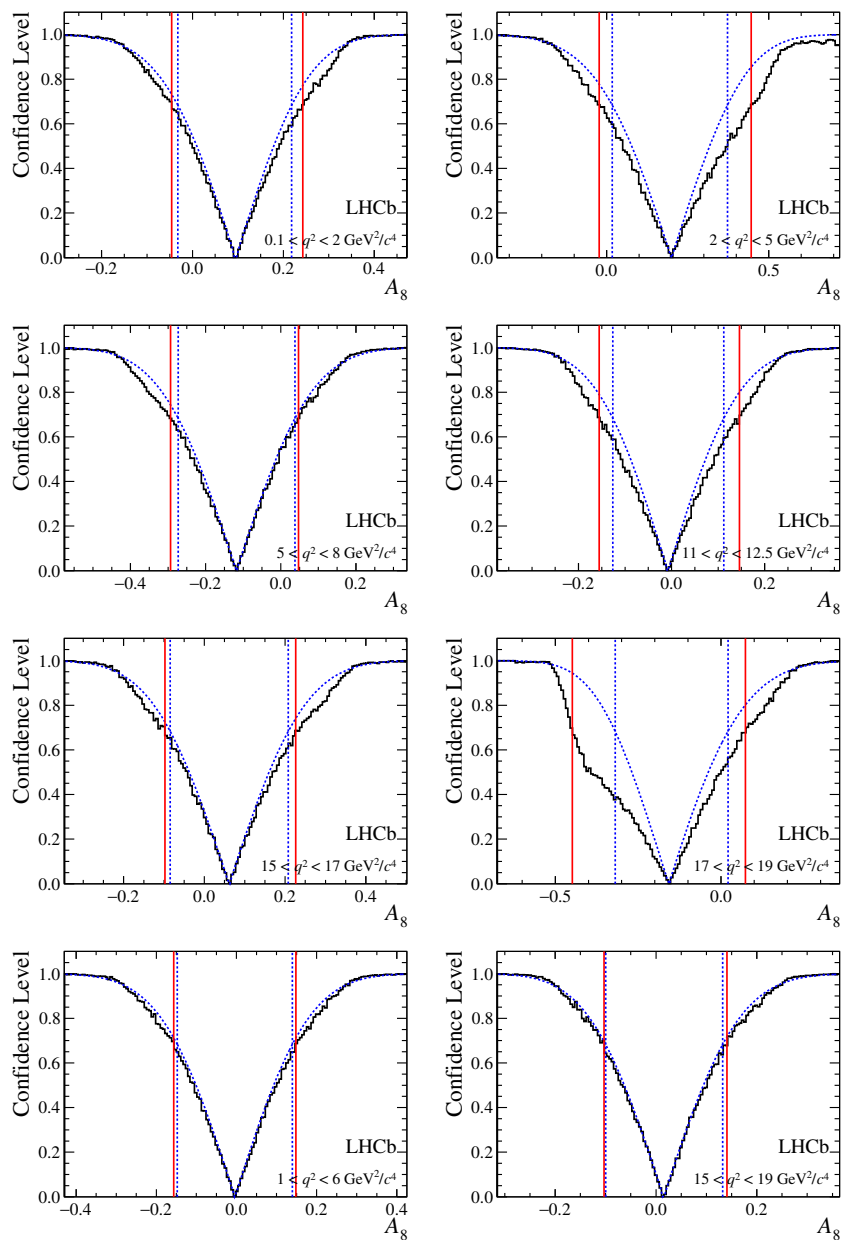 Confidence Level
1.0
0.8
0.6
0.4
0.2
0.0
LHCb
0.1 < q² < 2 GeV²/c⁴
−0.2 0.0 0.2 0.4
A₈
Confidence Level
1.0
0.8
0.6
0.4
0.2
0.0
LHCb
2 < q² < 5 GeV²/c⁴
0.0 0.5
A₈
Confidence Level
1.0
0.8
0.6
0.4
0.2
0.0
LHCb
5 < q² < 8 GeV²/c⁴
−0.4 −0.2 0.0 0.2
A₈
Confidence Level
1.0
0.8
0.6
0.4
0.2
0.0
LHCb
11 < q² < 12.5 GeV²/c⁴
−0.2 0.0 0.2
A₈
Confidence Level
1.0
0.8
0.6
0.4
0.2
0.0
LHCb
15 < q² < 17 GeV²/c⁴
−0.2 0.0 0.2 0.4
A₈
Confidence Level
1.0
0.8
0.6
0.4
0.2
0.0
LHCb
17 < q² < 19 GeV²/c⁴
−0.5 0.0
A₈
Confidence Level
1.0
0.8
0.6
0.4
0.2
0.0
LHCb
1 < q² < 6 GeV²/c⁴
−0.4 −0.2 0.0 0.2 0.4
A₈
Confidence Level
1.0
0.8
0.6
0.4
0.2
0.0
LHCb
15 < q² < 19 GeV²/c⁴
−0.2 0.0 0.2
A₈